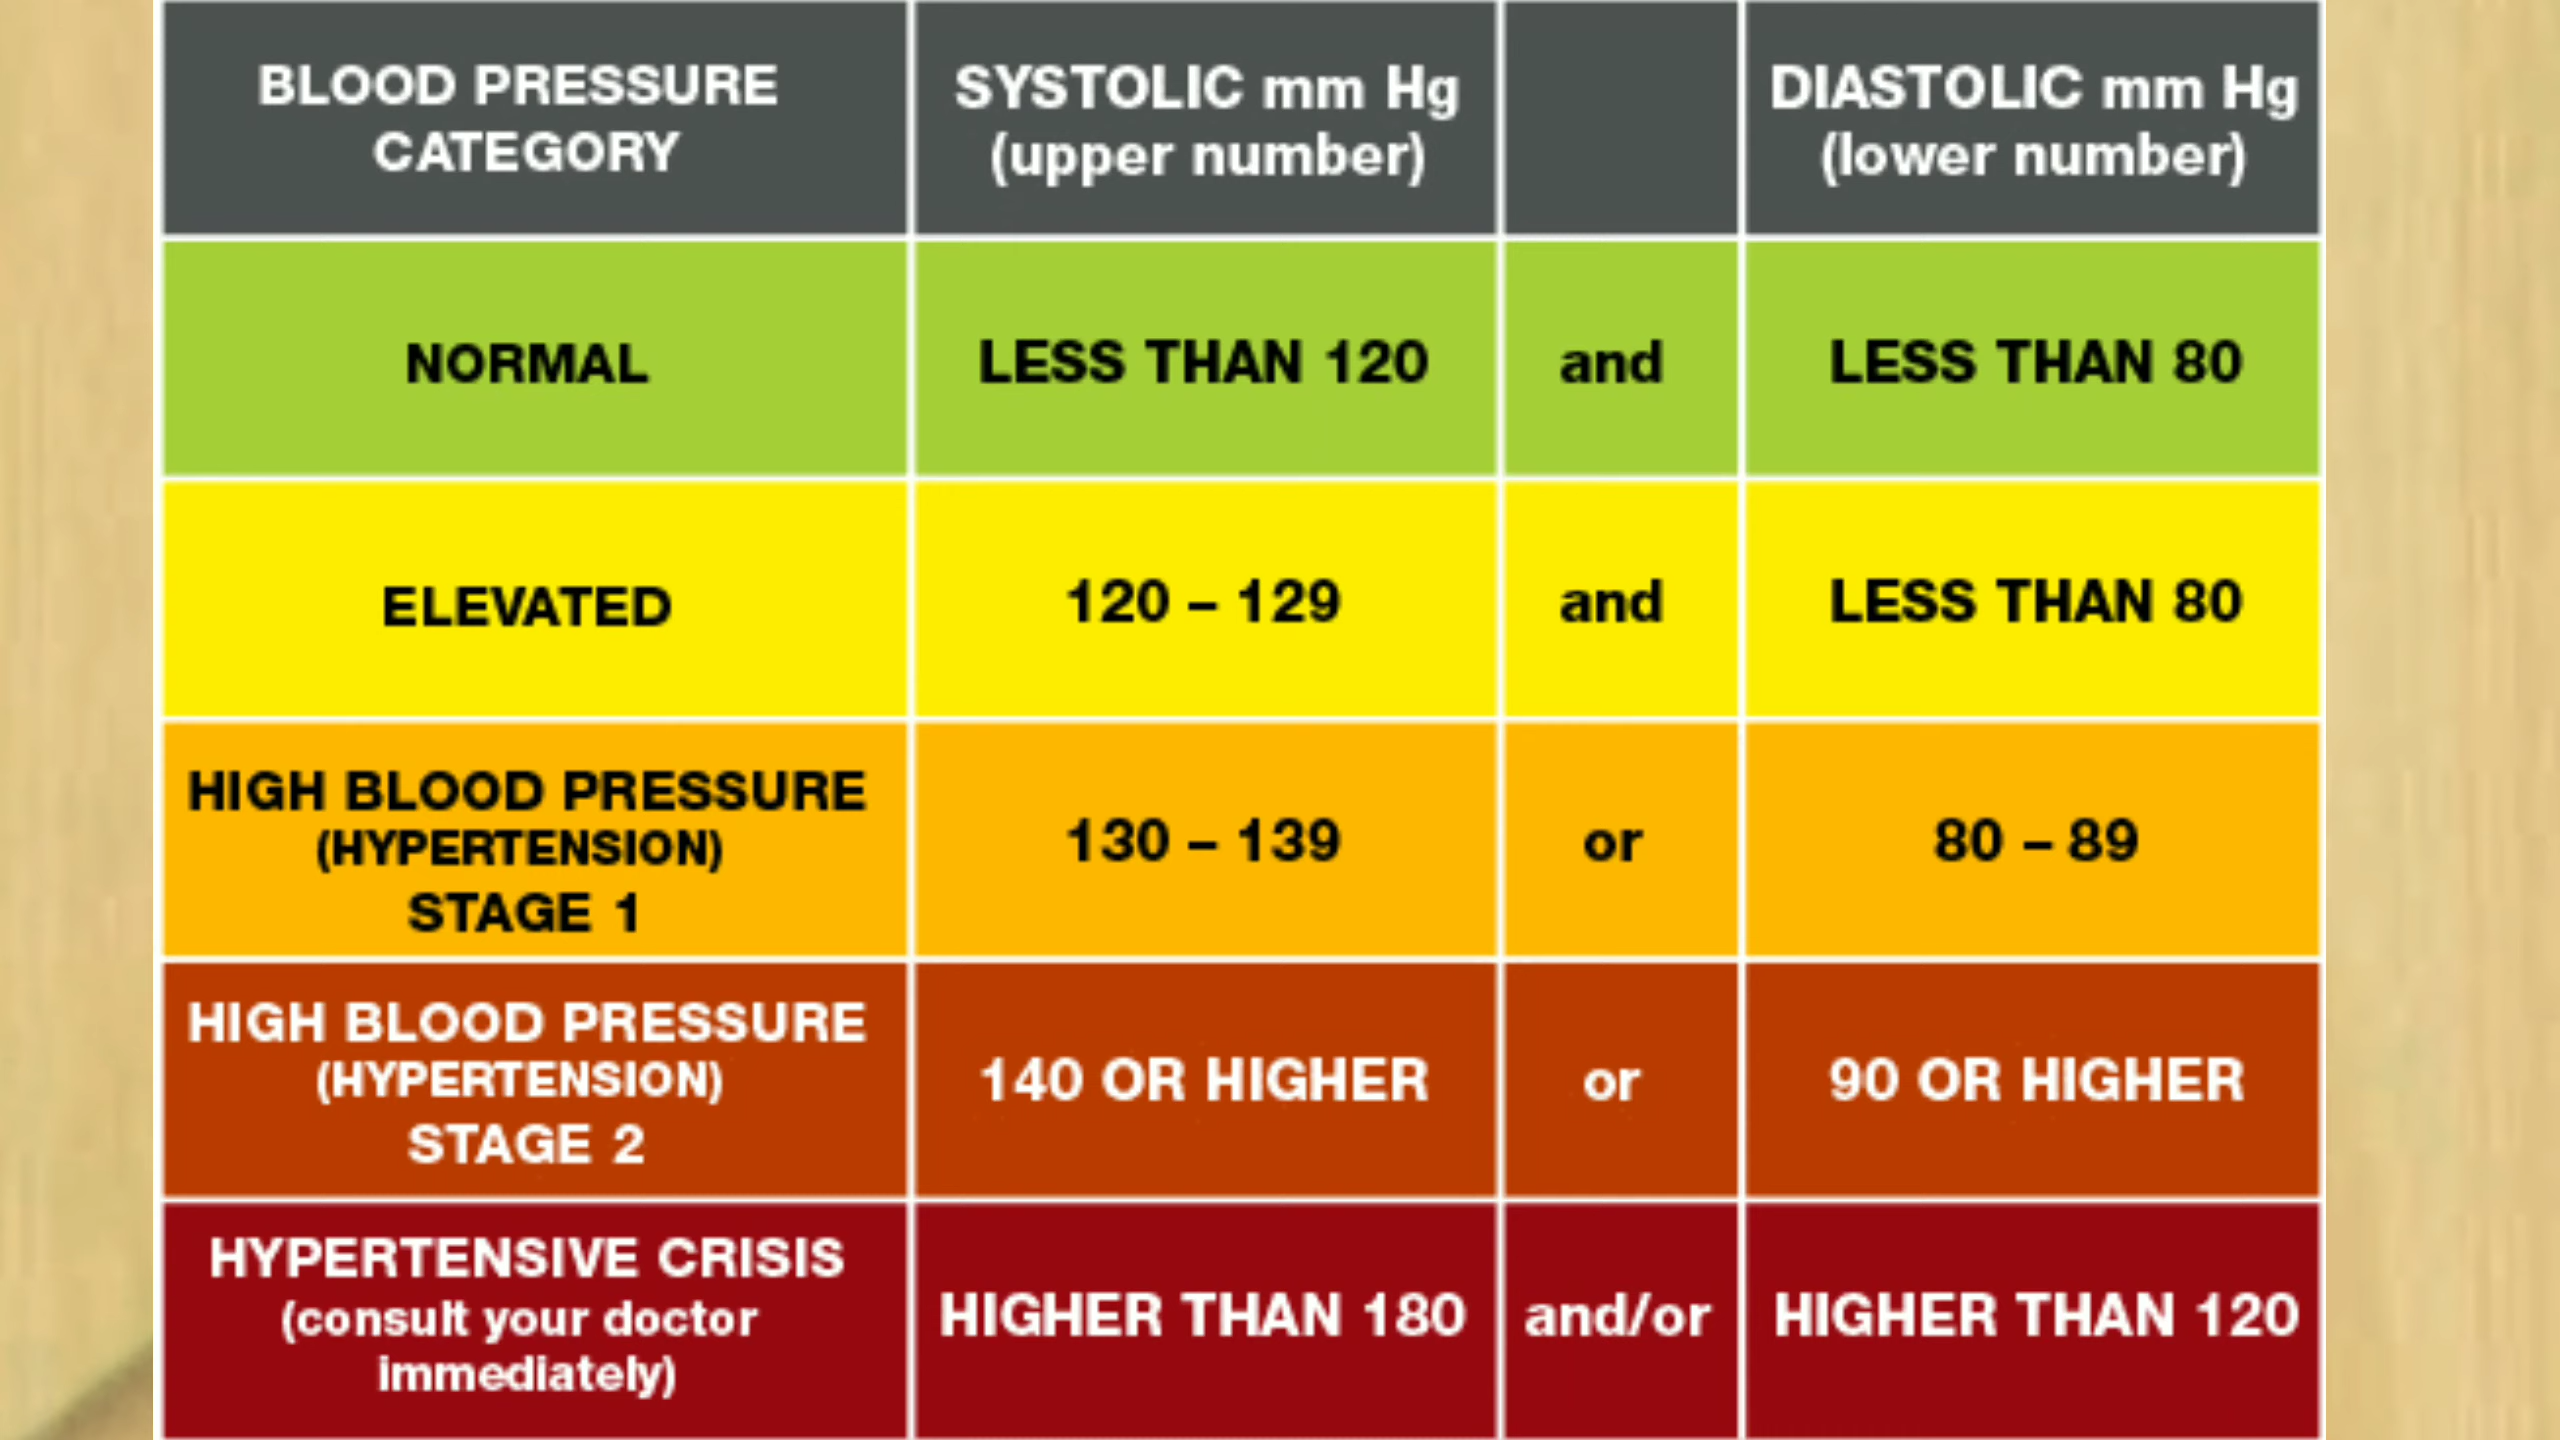 BLOOD PRESSURE
CATEGORY
SYSTOLIC mm Hg
(upper number)
DIASTOLIC mm Hg
(lower number)
NORMAL
LESS THAN 120
and
LESS THAN 80
ELEVATED
120 – 129
and
LESS THAN 80
HIGH BLOOD PRESSURE
(HYPERTENSION)
STAGE 1
130 – 139
or
80 – 89
HIGH BLOOD PRESSURE
(HYPERTENSION)
STAGE 2
140 OR HIGHER
or
90 OR HIGHER
HYPERTENSIVE CRISIS
(consult your doctor
immediately)
HIGHER THAN 180
and/or
HIGHER THAN 120